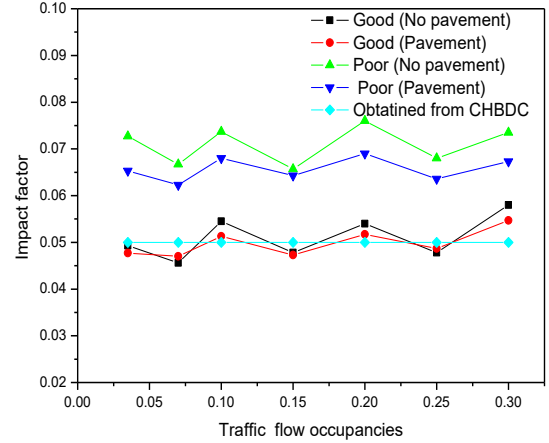 0.10
0.09
0.08
0.07
0.06
0.05
0.04
0.03
0.02
Impact factor
Good (No pavement)
Good (Pavement)
Poor (No pavement)
Poor (Pavement)
Obtatined from CHBDC
0.00 0.05 0.10 0.15 0.20 0.25 0.30
Traffic flow occupancies